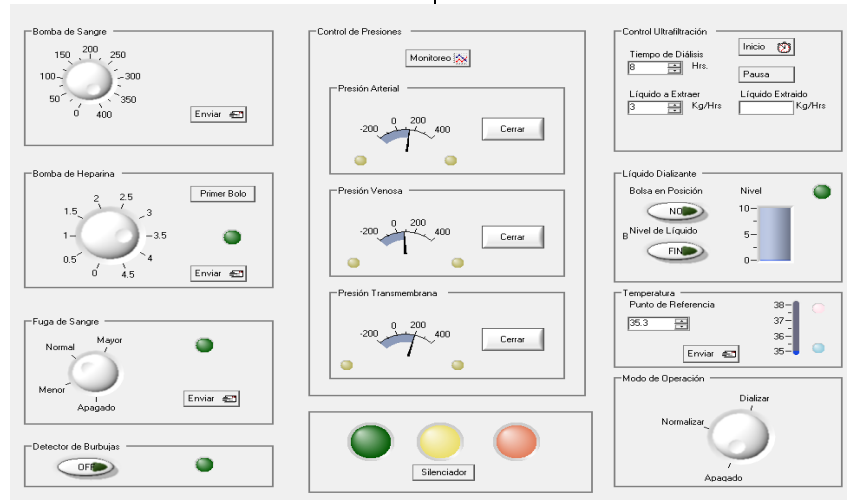 Bomba de Sangre
150 200 250
100 300
50 350
0 400
Enviar
Bomba de Heparina
Primer Bolo
2 2.5
1.5 3
1 3.5
0.5 4
0 4.5
Enviar
Fuga de Sangre
Normal Mayor
Menor
Apagado
Enviar
Detector de Burbujas
OFF
Control de Presiones
Monitoreo
Presión Arterial
-200 0 200 400
Cerrar
Presión Venosa
-200 0 200 400
Cerrar
Presión Transmembrana
-200 0 200 400
Cerrar
Silenciador
Control Ultrafiltración
Inicio
Tiempo de Diálisis
8 Hrs.
Pausa
Líquido a Extraer Líquido Extraido
3 Kg/Hrs Kg/Hrs
Líquido Dializante
Bolsa en Posición Nivel
NO 10
B Nivel de Líquido 5
FIN 0
Temperatura
Punto de Referencia
35.3
38
37
36
35
Enviar
Modo de Operación
Dializar
Normalizar
Apagado